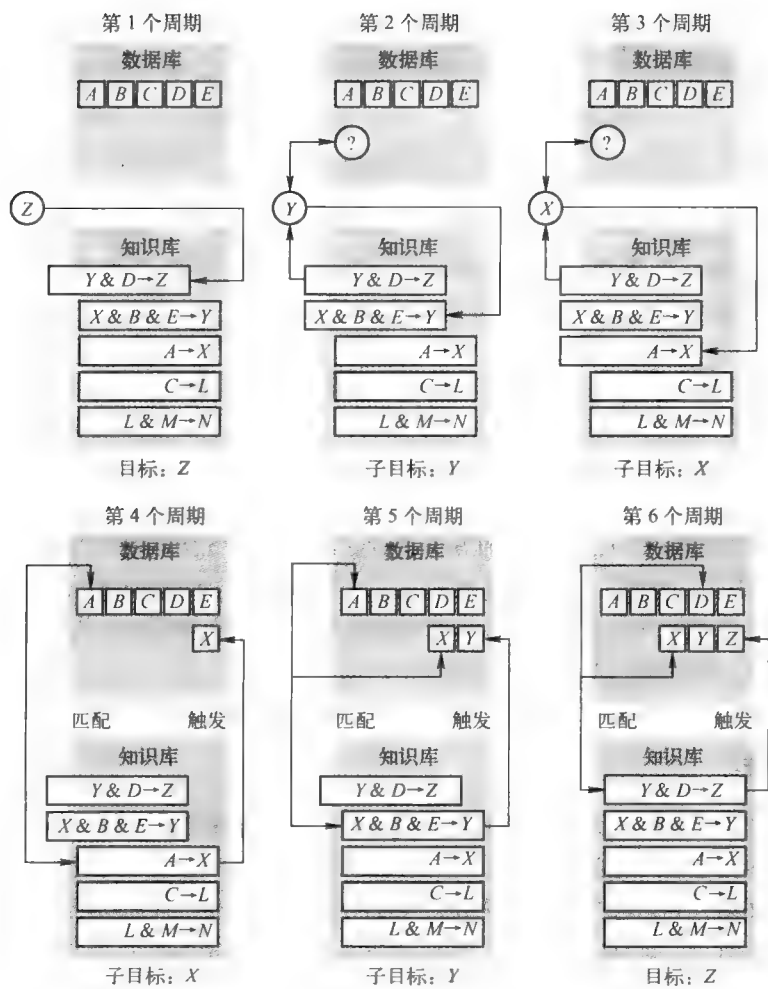 第1个周期
数据库
A B C D E
Z
知识库
Y & D→Z
X & B & E→Y
A→X
C→L
L & M→N
目标：Z
第2个周期
数据库
A B C D E
?
Y
知识库
Y & D→Z
X & B & E→Y
A→X
C→L
L & M→N
子目标：Y
第3个周期
数据库
A B C D E
?
X
知识库
Y & D→Z
X & B & E→Y
A→X
C→L
L & M→N
子目标：X
第4个周期
数据库
A B C D E
X
匹配 触发
知识库
Y & D→Z
X & B & E→Y
A→X
C→L
L & M→N
子目标：X
第5个周期
数据库
A B C D E
X Y
匹配 触发
知识库
Y & D→Z
X & B & E→Y
A→X
C→L
L & M→N
子目标：Y
第6个周期
数据库
A B C D E
X Y Z
匹配 触发
知识库
Y & D→Z
X & B & E→Y
A→X
C→L
L & M→N
目标：Z